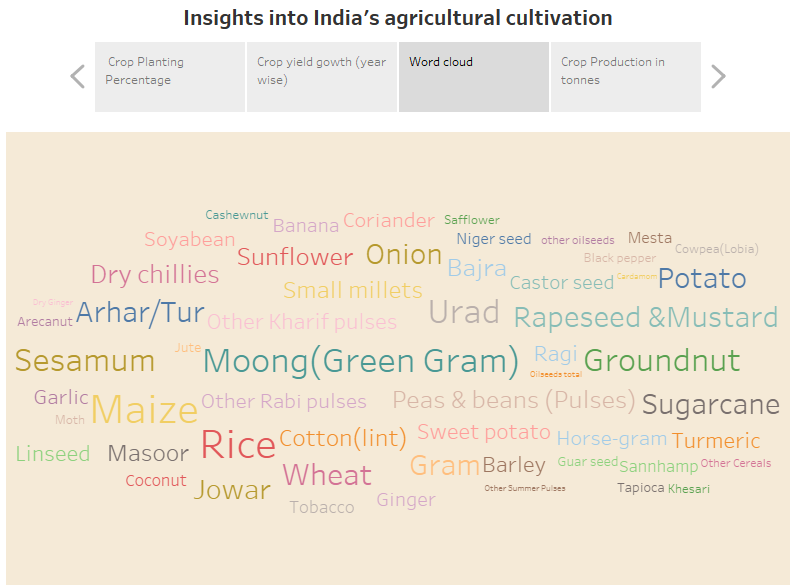 Insights into India's agricultural cultivation
Crop Planting
Percentage
Crop yield gowth (year
wise)
Word cloud
Crop Production in
tonnes
Cashewnut
Banana
Coriander
Safflower
Soyabean
Sunflower
Onion
Niger seed
other oilseeds
Mesta
Cowpea(Lobia)
Black pepper
Dry chillies
Small millets
Bajra
Castor seed
Cardamom
Potato
Dry Ginger
Arecanut
Arhar/Tur
Other Kharif pulses
Urad
Rapeseed &Mustard
Sesamum
Jute
Moong(Green Gram)
Ragi
Oilseeds total
Groundnut
Garlic
Moth
Maize
Other Rabi pulses
Peas & beans (Pulses)
Sugarcane
Linseed
Masoor
Rice
Cotton(lint)
Sweet potato
Horse-gram
Turmeric
Coconut
Jowar
Wheat
Gram
Barley
Guar seed
Sannhamp
Other Cereals
Tobacco
Ginger
Other Summer Pulses
Tapioca
Khesari